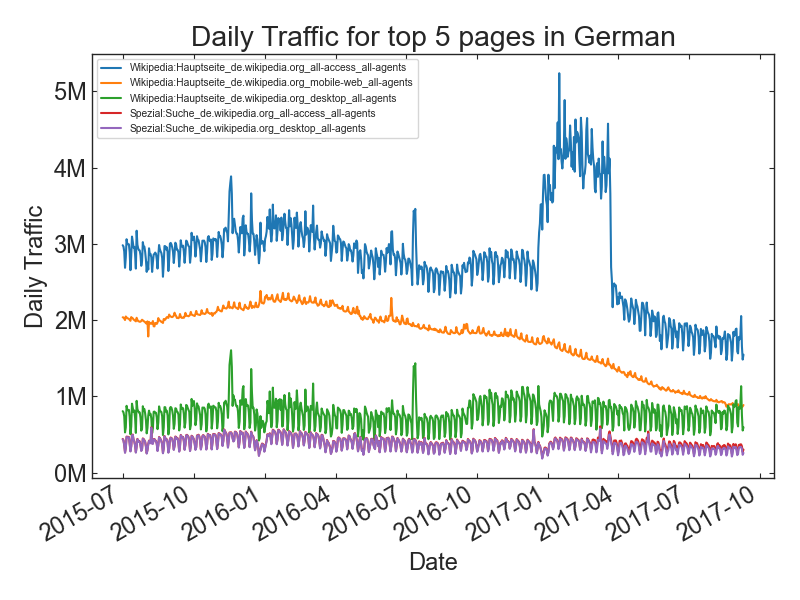 Daily Traffic for top 5 pages in German
Wikipedia:Hauptseite_de.wikipedia.org_all-access_all-agents
Wikipedia:Hauptseite_de.wikipedia.org_mobile-web_all-agents
Wikipedia:Hauptseite_de.wikipedia.org_desktop_all-agents
Spezial:Suche_de.wikipedia.org_all-access_all-agents
Spezial:Suche_de.wikipedia.org_desktop_all-agents
5M
4M
3M
2M
1M
0M
Daily Traffic
2015-07
2015-10
2016-01
2016-04
2016-07
2016-10
2017-01
2017-04
2017-07
2017-10
Date